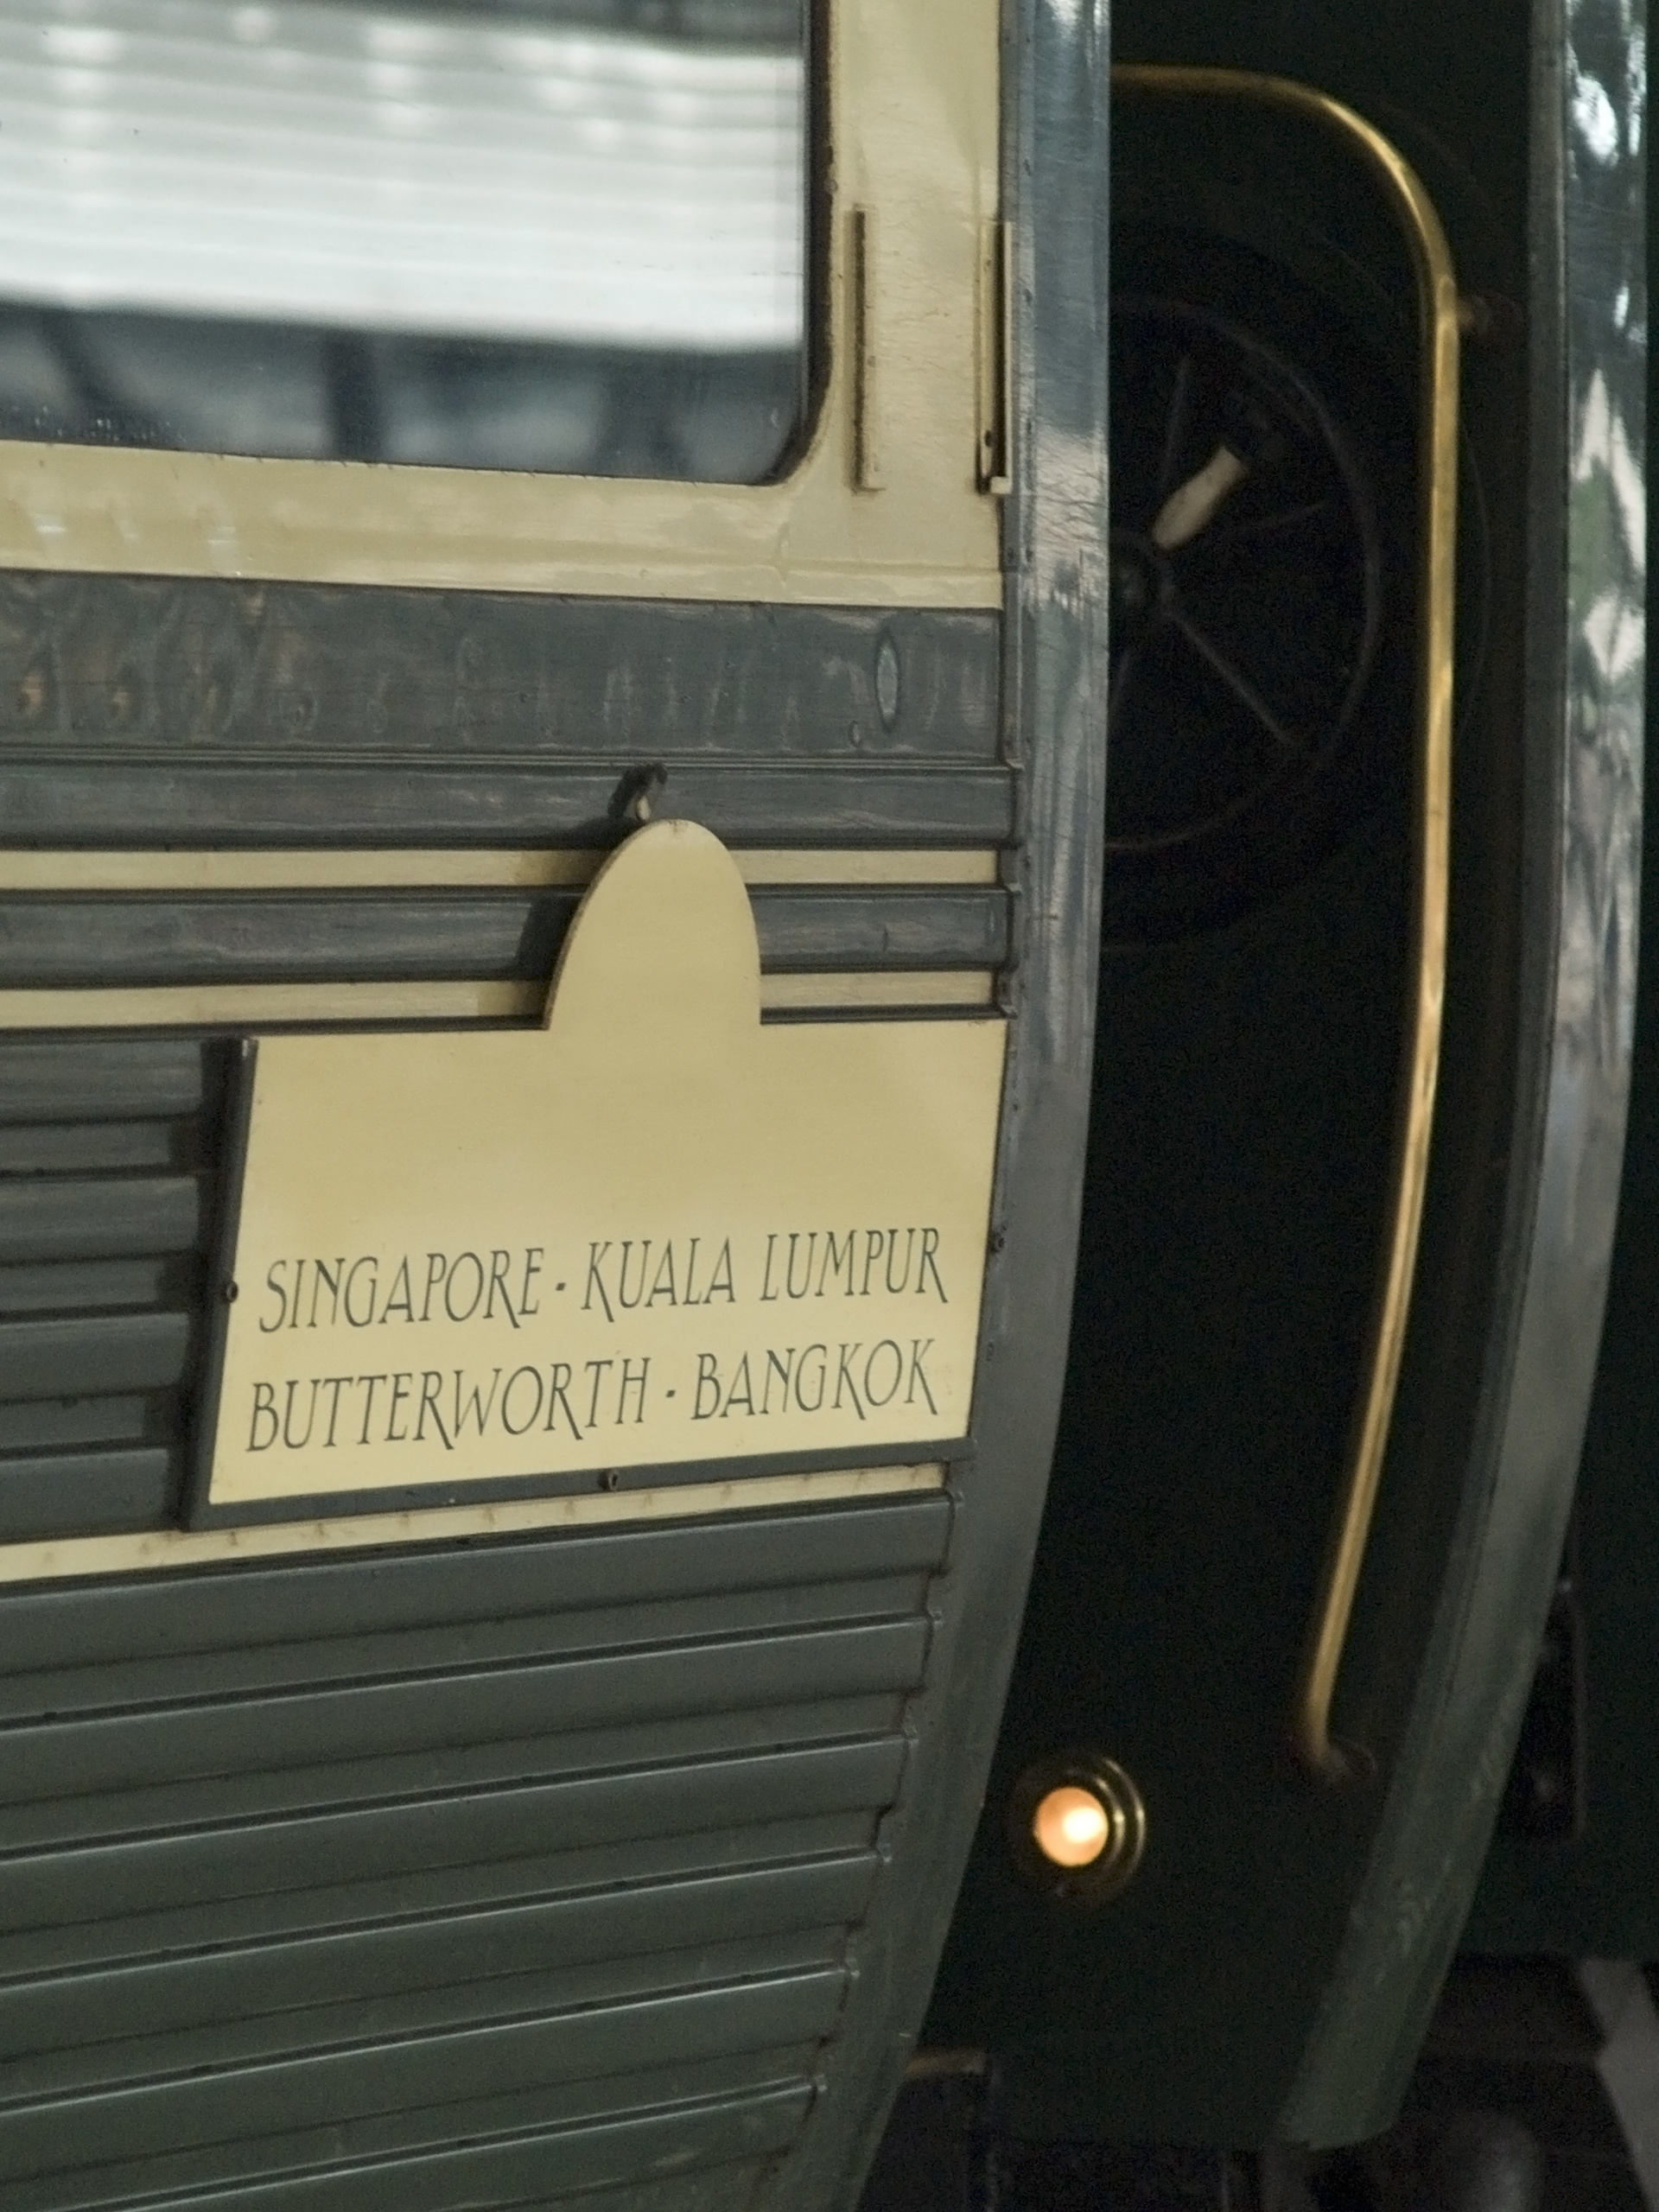 SINGAPORE - KUALA LUMPUR
BUTTERWORTH - BANGKOK